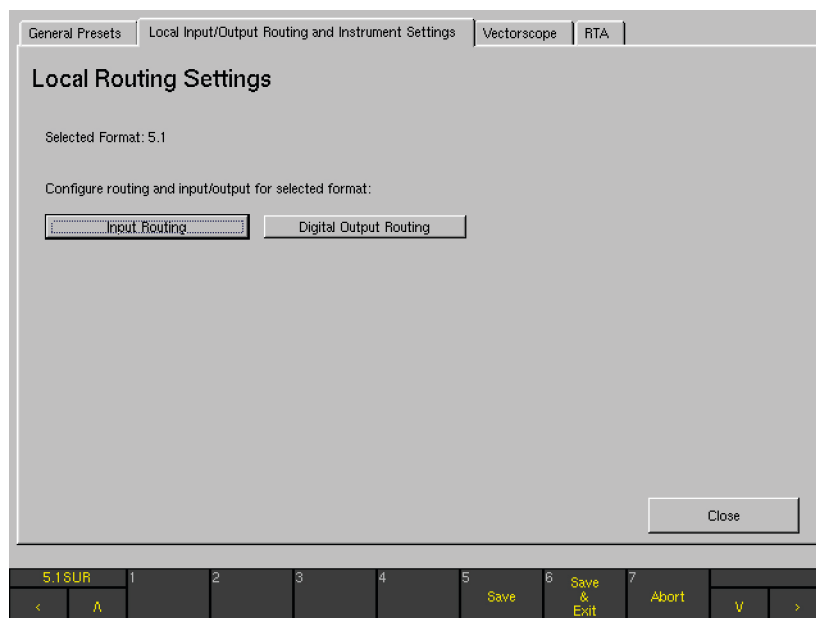 General Presets Local Input/Output Routing and Instrument Settings Vectorscope RTA
Local Routing Settings
Selected Format: 5.1
Configure routing and input/output for selected format:
Input Routing Digital Output Routing
Close
5.1SUR 1 2 3 4 5 6 7
< Λ Save Save & Exit Abort V >